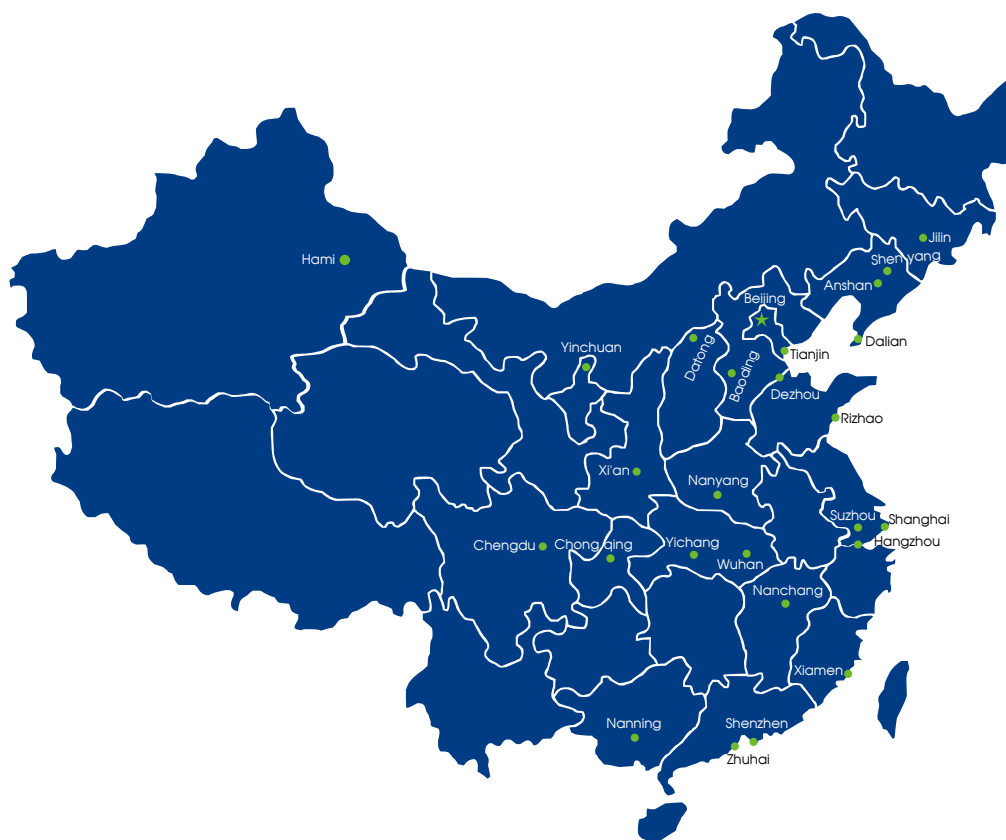 Jilin
Shen yang
Hami
Anshan
Beijing
Dalian
Yinchuan
Datong
Tianjin
Baoding
Dezhou
Rizhao
Xi'an
Nanyang
Suzhou
Shanghai
Hangzhou
Chengdu
Chong qing
Yichang
Wuhan
Nanchang
Xiamen
Nanning
Shenzhen
Zhuhai